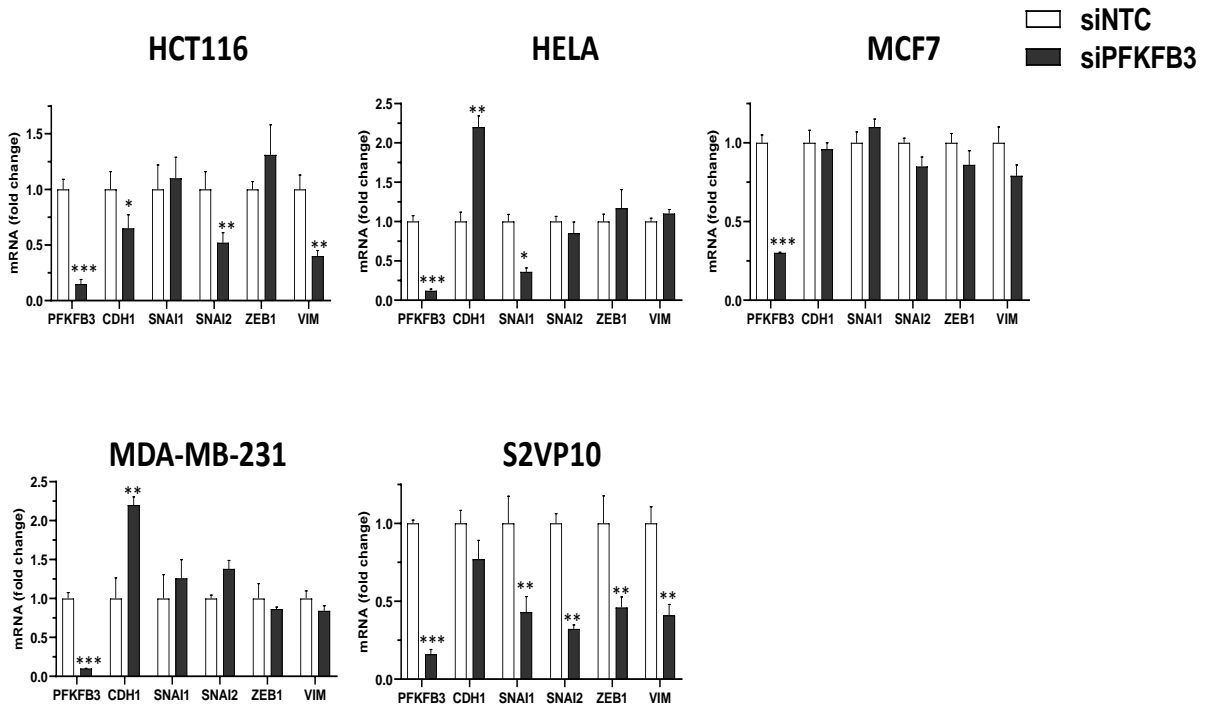 siNTC
siPFKFB3
HCT116
mRNA (fold change)
1.5
1.0
0.5
0.0
*** * ** **
PFKFB3 CDH1 SNAI1 SNAI2 ZEB1 VIM
HELA
mRNA (fold change)
2.5
2.0
1.5
1.0
0.5
0.0
*** ** *
PFKFB3 CDH1 SNAI1 SNAI2 ZEB1 VIM
MCF7
mRNA (fold change)
1.0
0.5
0.0
***
PFKFB3 CDH1 SNAI1 SNAI2 ZEB1 VIM
MDA-MB-231
mRNA (fold change)
2.5
2.0
1.5
1.0
0.5
0.0
*** **
PFKFB3 CDH1 SNAI1 SNAI2 ZEB1 VIM
S2VP10
mRNA (fold change)
1.0
0.5
0.0
*** ** ** ** **
PFKFB3 CDH1 SNAI1 SNAI2 ZEB1 VIM